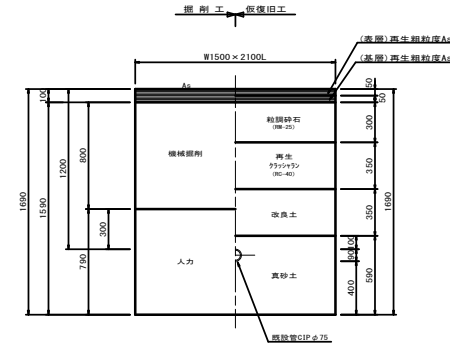 掘 削 工 仮復旧工
(表層)再生粗粒度As
(基層)再生粗粒度As
W1500×2100L
As
100
50
50
粒調砕石
(RM-25)
300
機械掘削
800
1200
再生
クラッシャラン
(RC-40)
350
1690
1590
1690
改良土
350
300
790
人力
真砂土
100
90
400
590
既設管CIPφ75